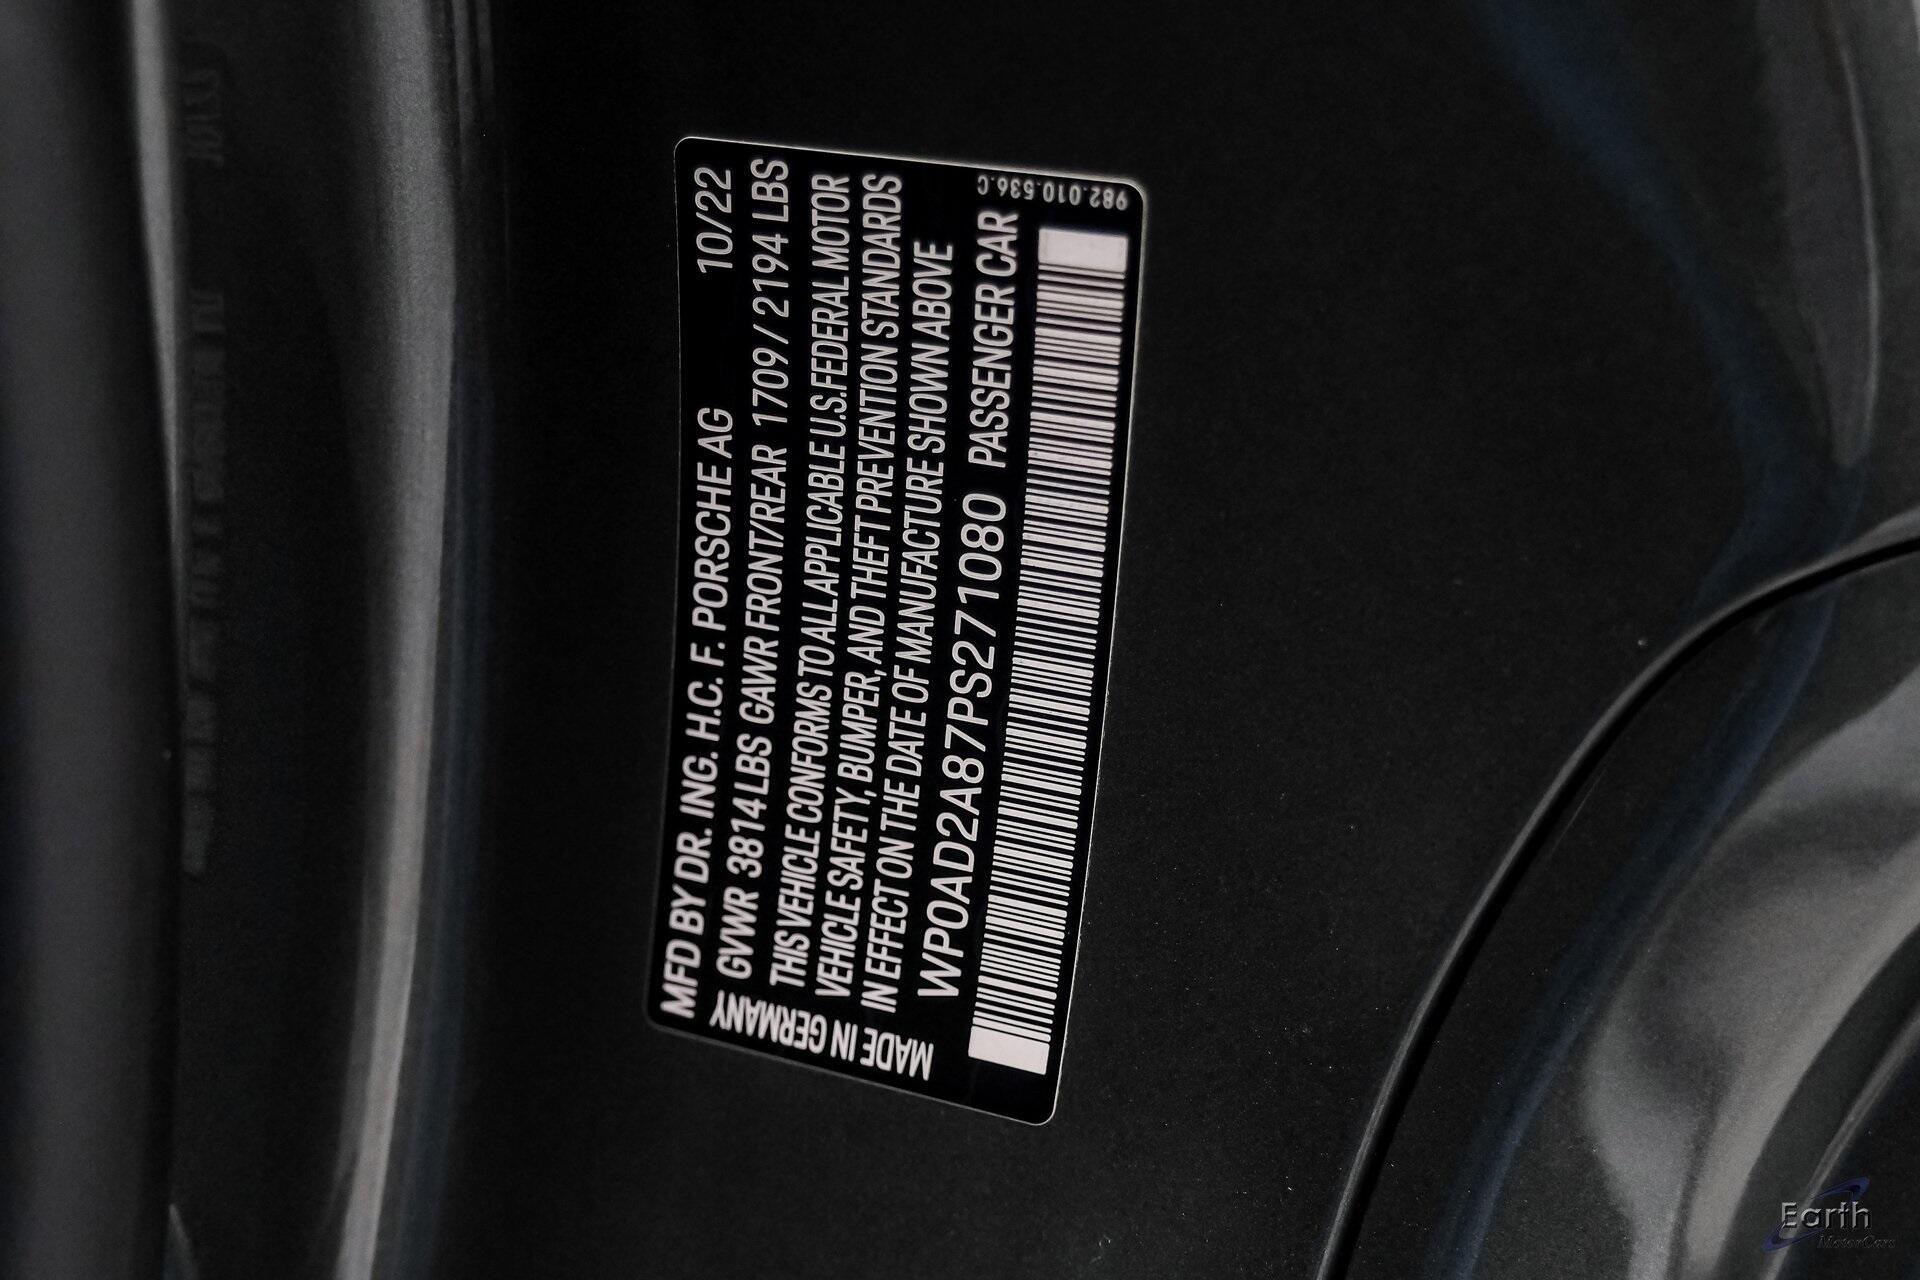 MFD BY DR. ING. H.C. F. PORSCHE AG 10/22
GVWR 3814 LBS GAWR FRONT/REAR 1709 / 2194 LBS
THIS VEHICLE CONFORMS TO ALL APPLICABLE U.S. FEDERAL MOTOR
VEHICLE SAFETY, BUMPER, AND THEFT PREVENTION STANDARDS
IN EFFECT ON THE DATE OF MANUFACTURE SHOWN ABOVE
WP0AD2A87PS271080 PASSENGER CAR
MADE IN GERMANY
982.010.536.C
Earth
MotorCars